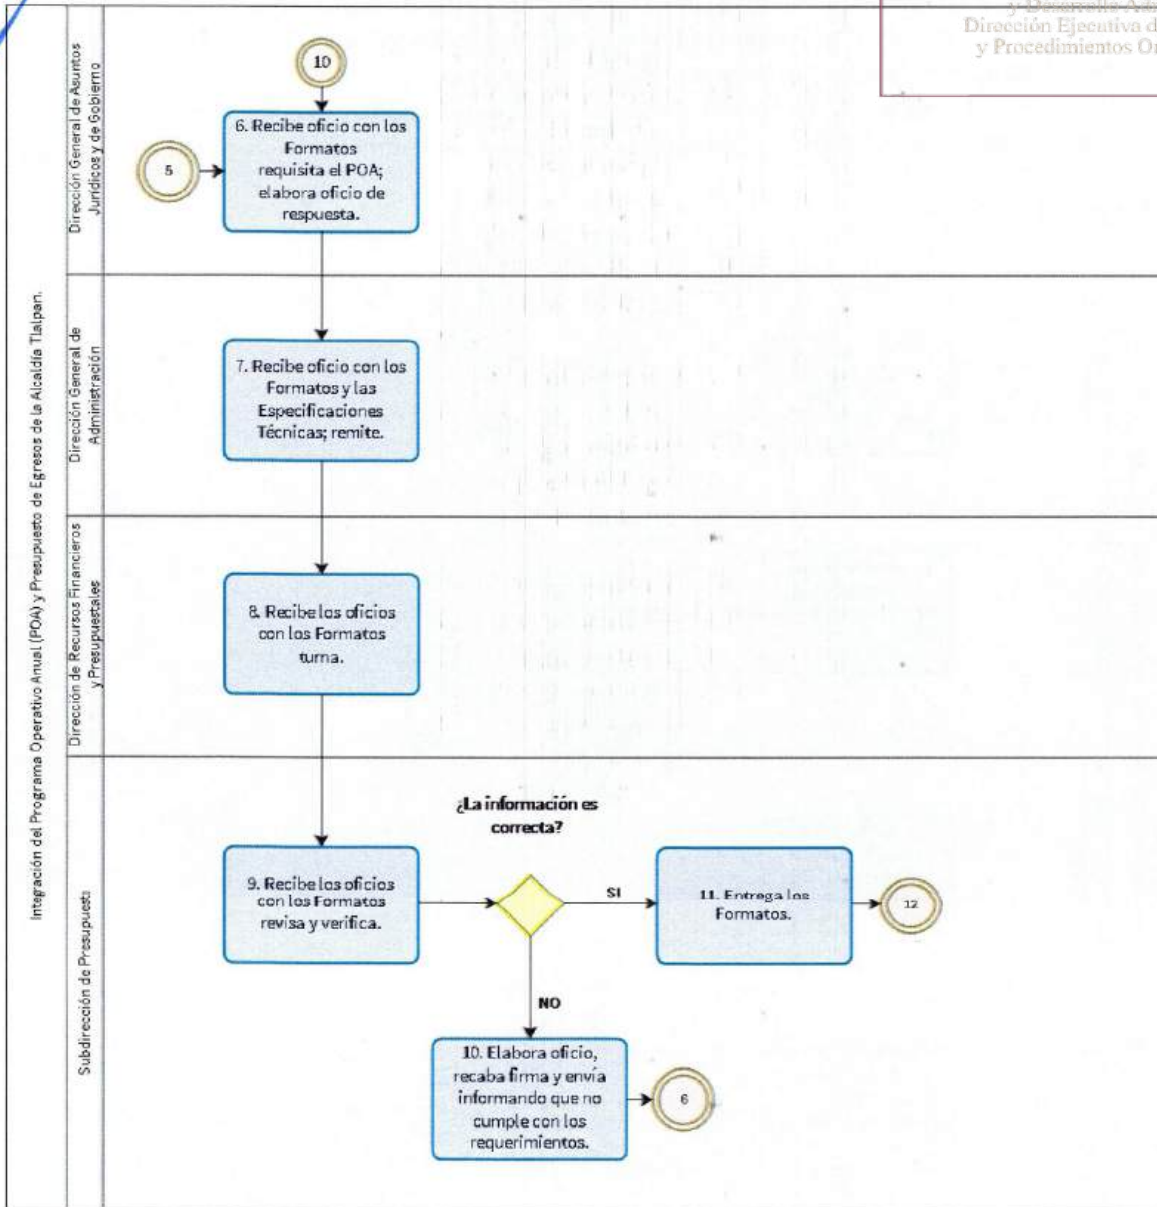 Dirección Ejecutiva d
y Procedimientos Or
Integración del Programa Operativo Anual (POA) y Presupuesto de Egresos de la Alcaldía Tlalpan.
Dirección General de Asuntos
Jurídicos y de Gobierno
10
5
6. Recibe oficio con los
Formatos
requisita el POA;
elabora oficio de
respuesta.
Dirección General de
Administración
7. Recibe oficio con los
Formatos y las
Especificaciones
Técnicas; remite.
Dirección de Recursos Financieros
y Presupuestales
8. Recibe los oficios
con los Formatos
turna.
Subdirección de Presupuesto
¿La información es
correcta?
9. Recibe los oficios
con los Formatos
revisa y verifica.
SI
11. Entrega los
Formatos.
12
NO
10. Elabora oficio,
recaba firma y envía
informando que no
cumple con los
requerimientos.
6